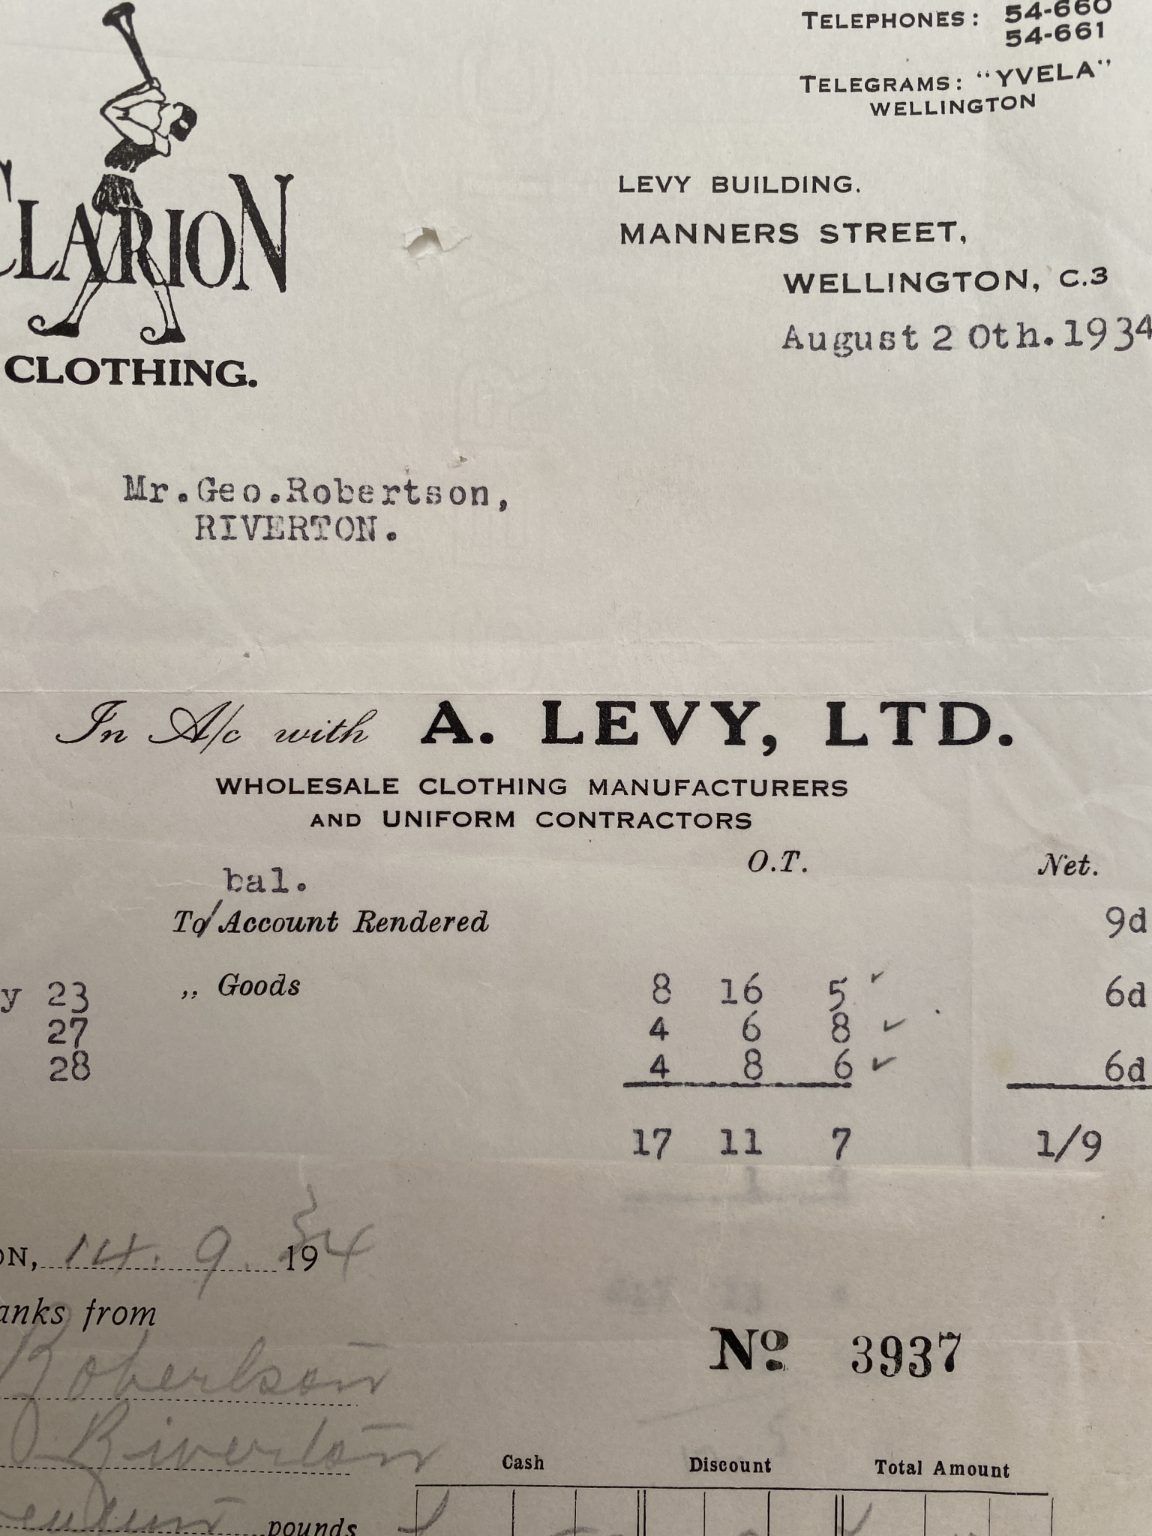 TELEPHONES: 54-660
54-661
TELEGRAMS: "YVELA"
WELLINGTON
CLARION
CLOTHING.
LEVY BUILDING.
MANNERS STREET,
WELLINGTON, C.3
August 2 0th.1934
Mr.Geo.Robertson,
RIVERTON.
In A/c with A. LEVY, LTD.
WHOLESALE CLOTHING MANUFACTURERS
AND UNIFORM CONTRACTORS
O.T. Net.
bal.
To/Account Rendered 9d
y 23 ,, Goods 8 16 5 ✓ 6d
27 4 6 8 ✓
28 4 8 6 ✓ 6d
17 11 7 1/9
ON, 14. 9. 1934
anks from
Robertson
Riverton
No 3937
Cash Discount Total Amount
pounds